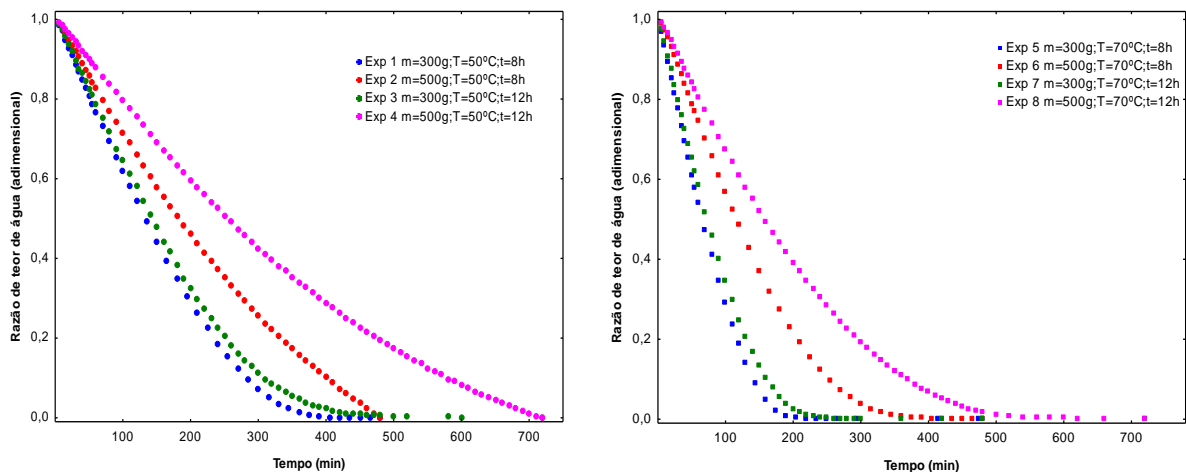 Razão de teor de água (adimensional)
1,0
0,8
0,6
0,4
0,2
0,0
Exp 1 m=300g;T=50ºC;t=8h
Exp 2 m=500g;T=50ºC;t=8h
Exp 3 m=300g;T=50ºC;t=12h
Exp 4 m=500g;T=50ºC;t=12h
100 200 300 400 500 600 700
Tempo (min)
Razão de teor de água (adimensional)
1,0
0,8
0,6
0,4
0,2
0,0
Exp 5 m=300g;T=70ºC;t=8h
Exp 6 m=500g;T=70ºC;t=8h
Exp 7 m=300g;T=70ºC;t=12h
Exp 8 m=500g;T=70ºC;t=12h
100 200 300 400 500 600 700
Tempo (min)